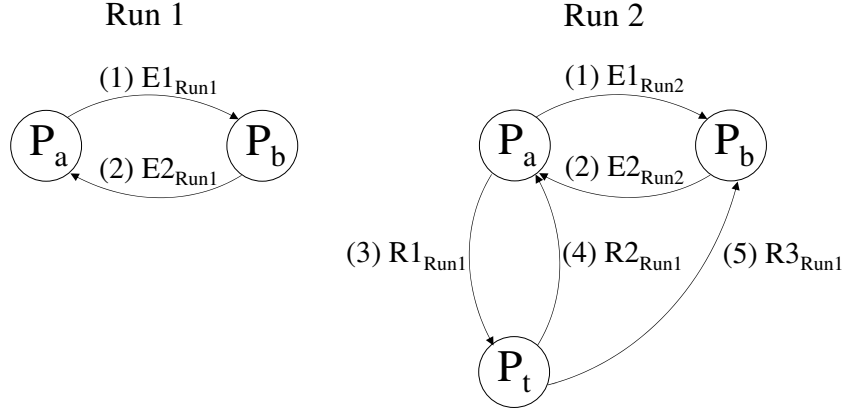 Run 1
(1) E1Run1
Pa
Pb
(2) E2Run1
Run 2
(1) E1Run2
Pa
Pb
(2) E2Run2
(3) R1Run1
(4) R2Run1
(5) R3Run1
Pt